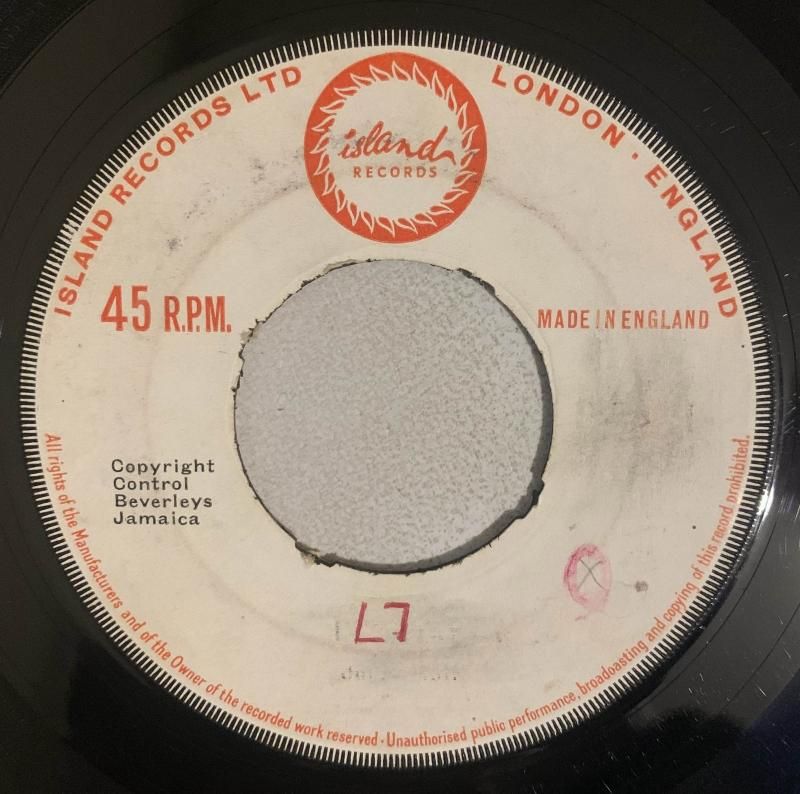 ISLAND RECORDS LTD
LONDON · ENGLAND
island
RECORDS
45 R.P.M.
MADE IN ENGLAND
Copyright
Control
Beverleys
Jamaica
L7
All rights of the Manufacturers and of the Owner of the recorded work reserved · Unauthorised public performance, broadcasting and copying of this record prohibited.